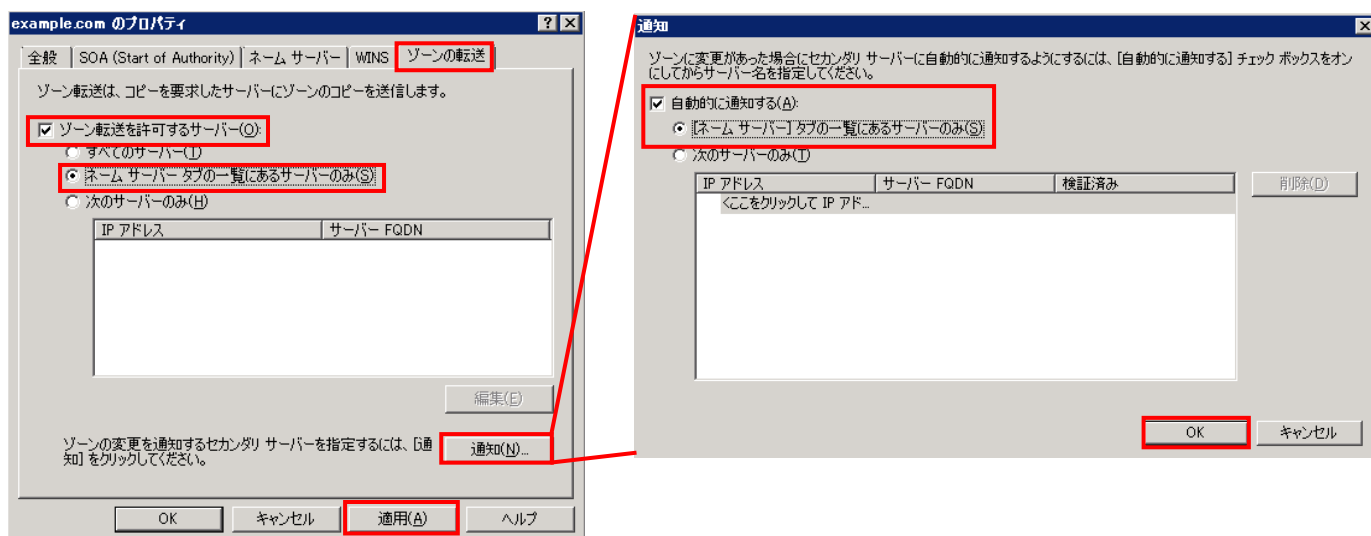 example.com のプロパティ
全般
SOA (Start of Authority)
ネーム サーバー
WINS
ゾーンの転送
ゾーン転送は、コピーを要求したサーバーにゾーンのコピーを送信します。
ゾーン転送を許可するサーバー(O):
すべてのサーバー(T)
ネーム サーバー タブの一覧にあるサーバーのみ(S)
次のサーバーのみ(H)
IP アドレス
サーバー FQDN
編集(E)
ゾーンの変更を通知するセカンダリ サーバーを指定するには、[通
知] をクリックしてください。
通知(N)...
OK
キャンセル
適用(A)
ヘルプ
通知
ゾーンに変更があった場合にセカンダリ サーバーに自動的に通知するようにするには、[自動的に通知する] チェック ボックスをオン
にしてからサーバー名を指定してください。
自動的に通知する(A):
[ネーム サーバー] タブの一覧にあるサーバーのみ(S)
次のサーバーのみ(T)
IP アドレス
サーバー FQDN
検証済み
削除(D)
<ここをクリックして IP アド...
OK
キャンセル